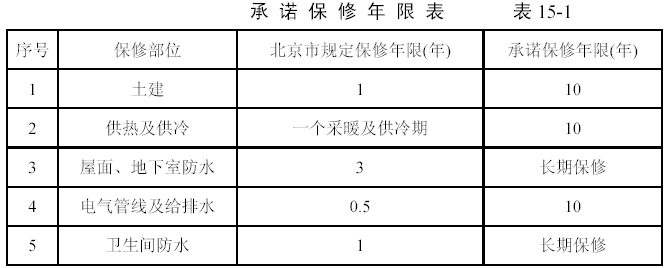 承诺保修年限表 表 15-1
序号 保修部位 北京市规定保修年限(年) 承诺保修年限(年)
1 土建 1 10
2 供热及供冷 一个采暖及供冷期 10
3 屋面、地下室防水 3 长期保修
4 电气管线及给排水 0.5 10
5 卫生间防水 1 长期保修